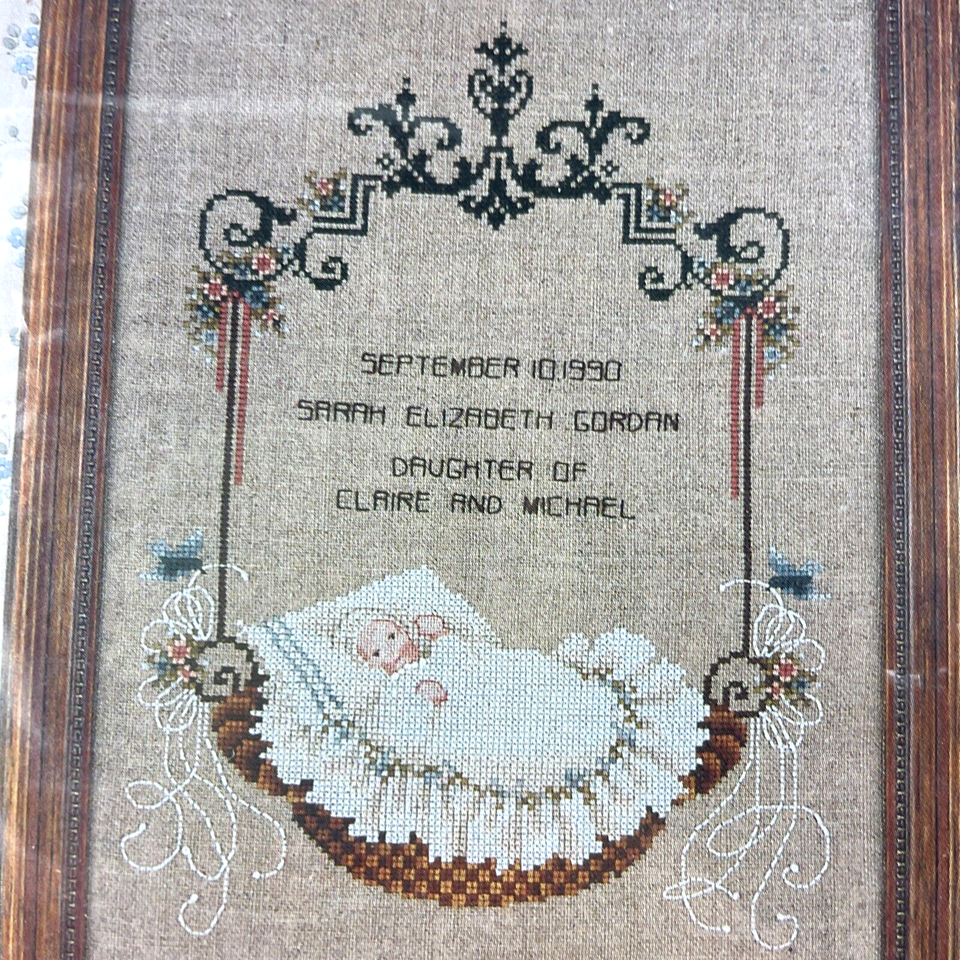 SEPTEMBER 10.1990
SARAH ELIZABETH GORDAN
DAUGHTER OF
CLAIRE AND MICHAEL